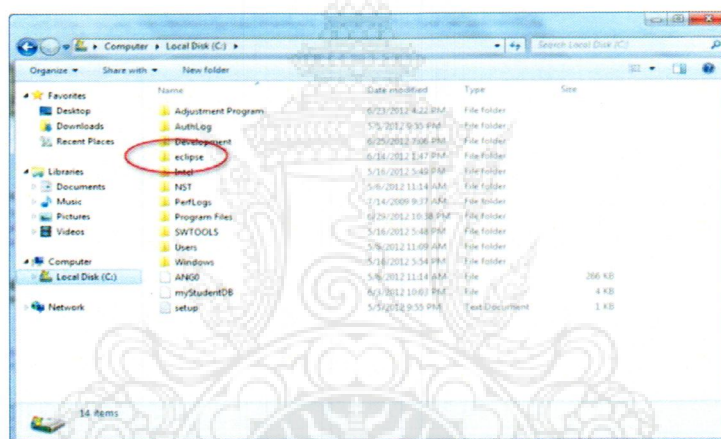 Computer ▸ Local Disk (C:) ▸
Search Local Disk (C:)
Organize Share with New folder
Favorites
Desktop
Downloads
Recent Places
Libraries
Documents
Music
Pictures
Videos
Computer
Local Disk (C:)
Network
Name Date modified Type Size
Adjustment Program 6/23/2012 4:22 PM File folder
AuthLog 5/5/2012 9:55 PM File folder
Development 6/25/2012 7:06 PM File folder
eclipse 6/14/2012 1:47 PM File folder
Intel 5/16/2012 5:49 PM File folder
NST 5/6/2012 11:14 AM File folder
PerfLogs 7/14/2009 9:37 AM File folder
Program Files 6/29/2012 10:38 PM File folder
SWTOOLS 5/16/2012 5:48 PM File folder
Users 5/6/2012 11:09 AM File folder
Windows 5/16/2012 5:54 PM File folder
ANG0 5/6/2012 11:14 AM File 266 KB
myStudentDB 6/3/2012 10:03 PM File 4 KB
setup 5/5/2012 9:55 PM Text Document 1 KB
14 items